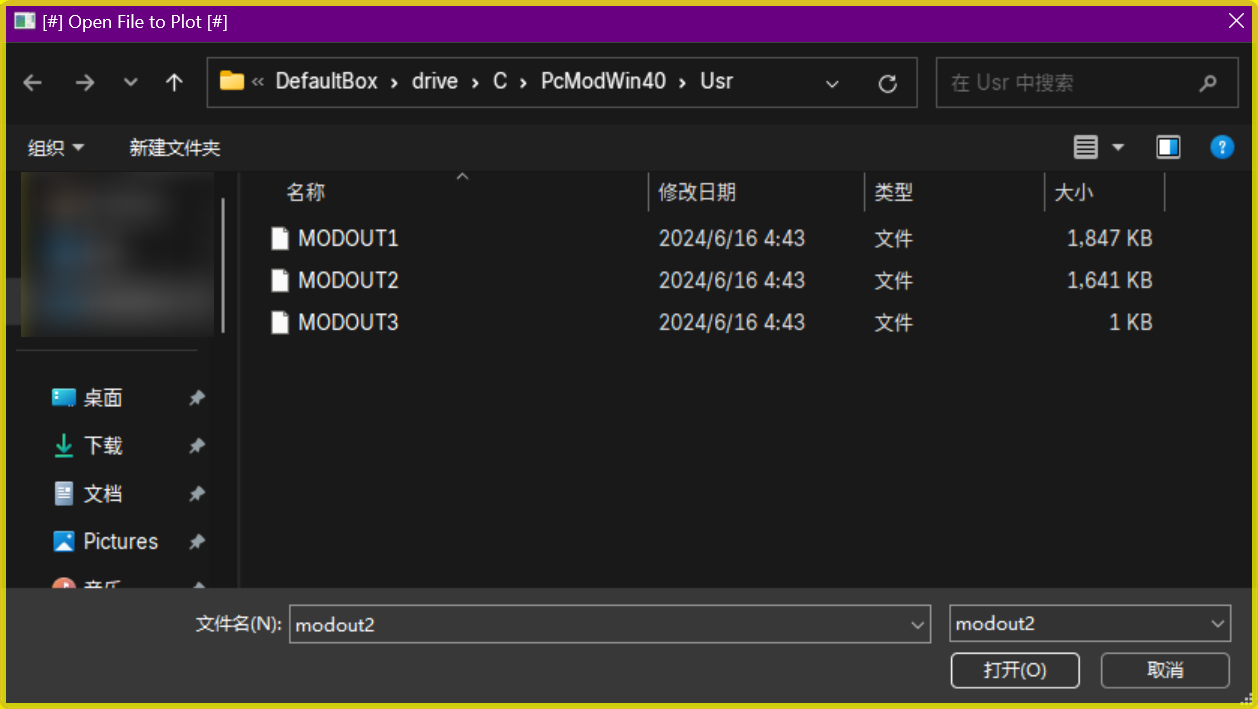 [#] Open File to Plot [#]
« DefaultBox › drive › C › PcModWin40 › Usr
在 Usr 中搜索
组织
新建文件夹
名称 修改日期 类型 大小
MODOUT1 2024/6/16 4:43 文件 1,847 KB
MODOUT2 2024/6/16 4:43 文件 1,641 KB
MODOUT3 2024/6/16 4:43 文件 1 KB
桌面
下载
文档
Pictures
音乐
文件名(N): modout2
modout2
打开(O) 取消